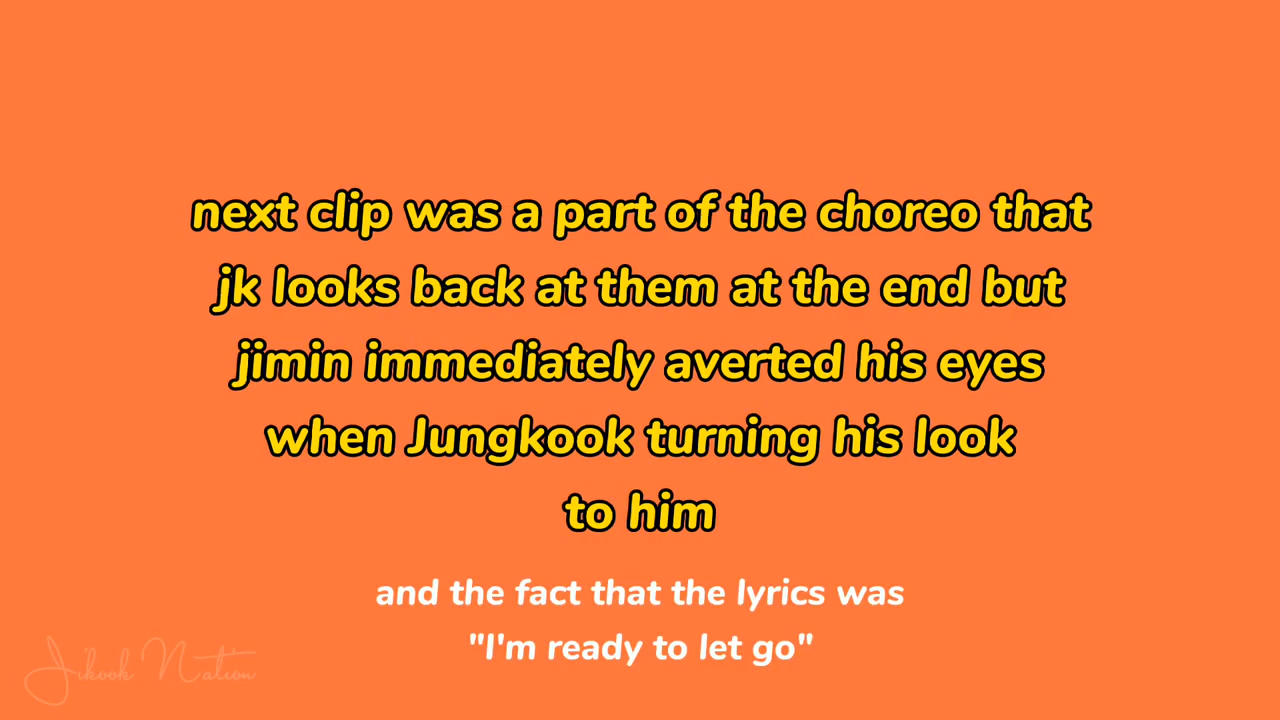 next clip was a part of the choreo that
jk looks back at them at the end but
jimin immediately averted his eyes
when Jungkook turning his look
to him
and the fact that the lyrics was
"I'm ready to let go"
Jikook Nation